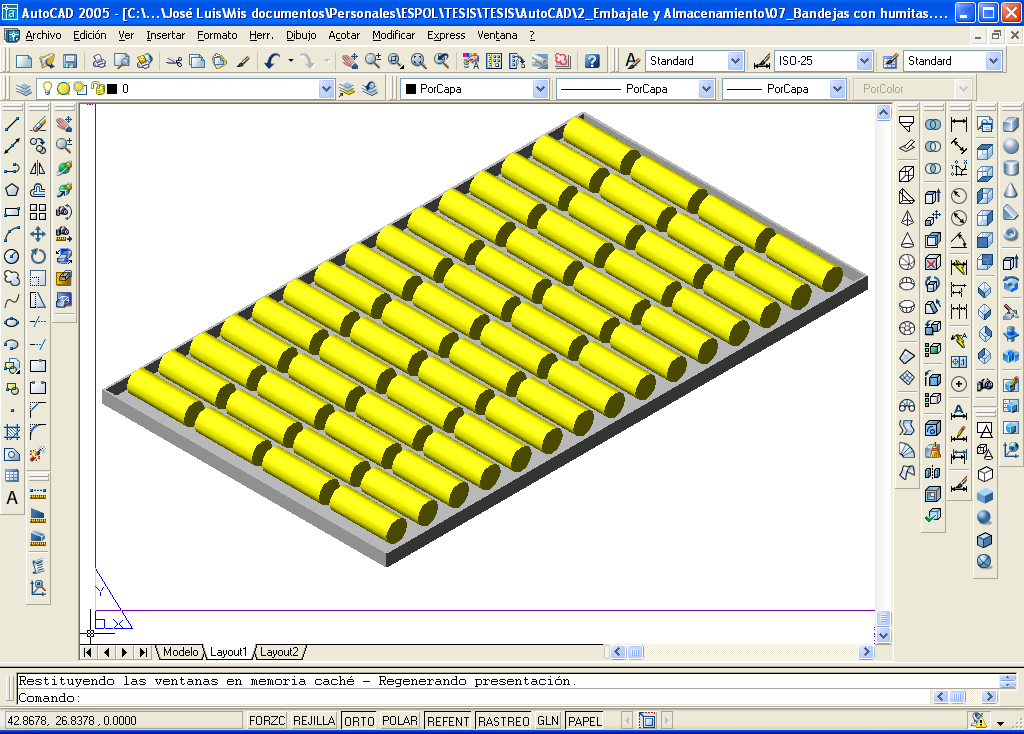 AutoCAD 2005 - [C:\...\José Luis\Mis documentos\Personales\ESPOL\TESIS\TESIS\AutoCAD\2_Embajale y Almacenamiento\07_Bandejas con humitas....
Archivo Edición Ver Insertar Formato Herr. Dibujo Acotar Modificar Express Ventana ?
Standard ISO-25 Standard
0 PorCapa PorCapa PorCapa PorColor
A
Y
X
Modelo Layout1 Layout2
Restituyendo las ventanas en memoria caché - Regenerando presentación.
Comando:
42.8678, 26.8378 , 0.0000 FORZC REJILLA ORTO POLAR REFENT RASTREO GLN PAPEL